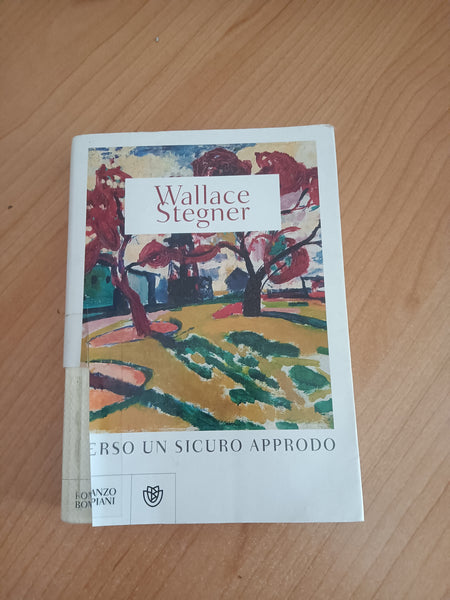 Wallace
Stegner
ERSO UN SICURO APPRODO
ROMANZO
BOMPIANI